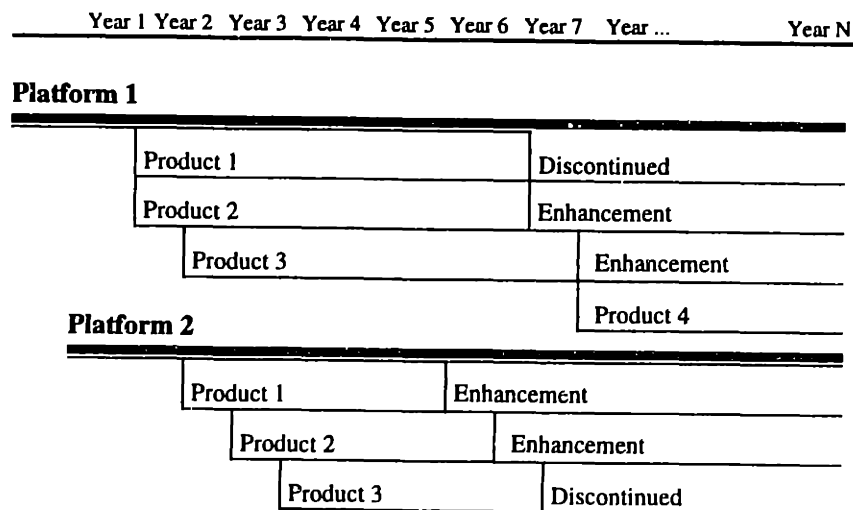 Year 1 Year 2 Year 3 Year 4 Year 5 Year 6 Year 7 Year ... Year N
Platform 1
Product 1 Discontinued
Product 2 Enhancement
Product 3 Enhancement
Product 4
Platform 2
Product 1 Enhancement
Product 2 Enhancement
Product 3 Discontinued